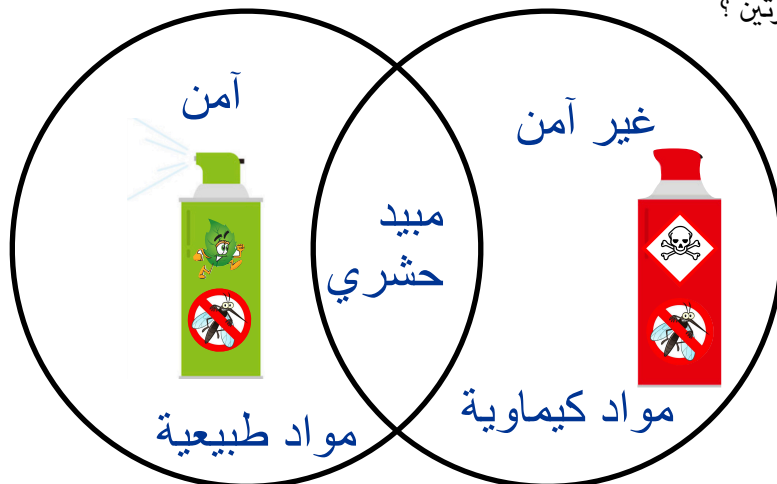 ؟
غير آمن
آمن
مبيد
حشري
مواد كيماوية
مواد طبيعية